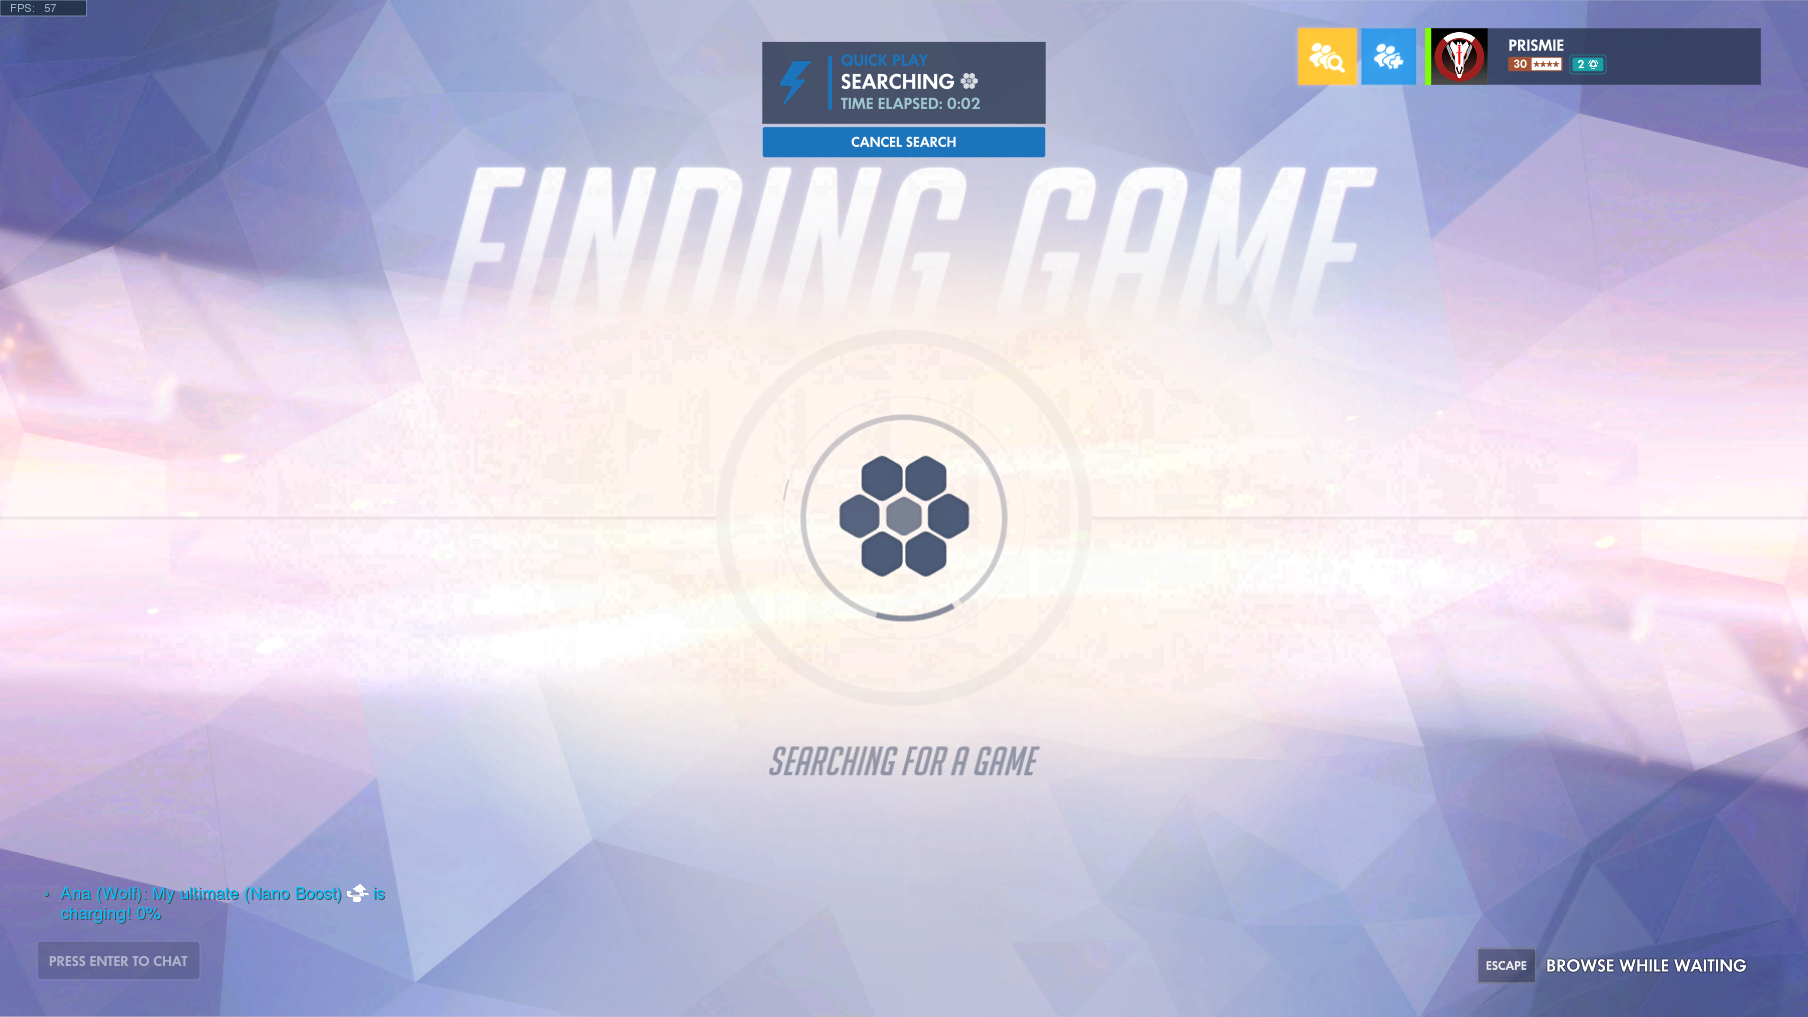 FPS: 57
QUICK PLAY
SEARCHING
TIME ELAPSED: 0:02
CANCEL SEARCH
PRISMIE
30
2
FINDING GAME
SEARCHING FOR A GAME
Ana (Wolf): My ultimate (Nano Boost) is
charging! 0%
PRESS ENTER TO CHAT
ESCAPE BROWSE WHILE WAITING